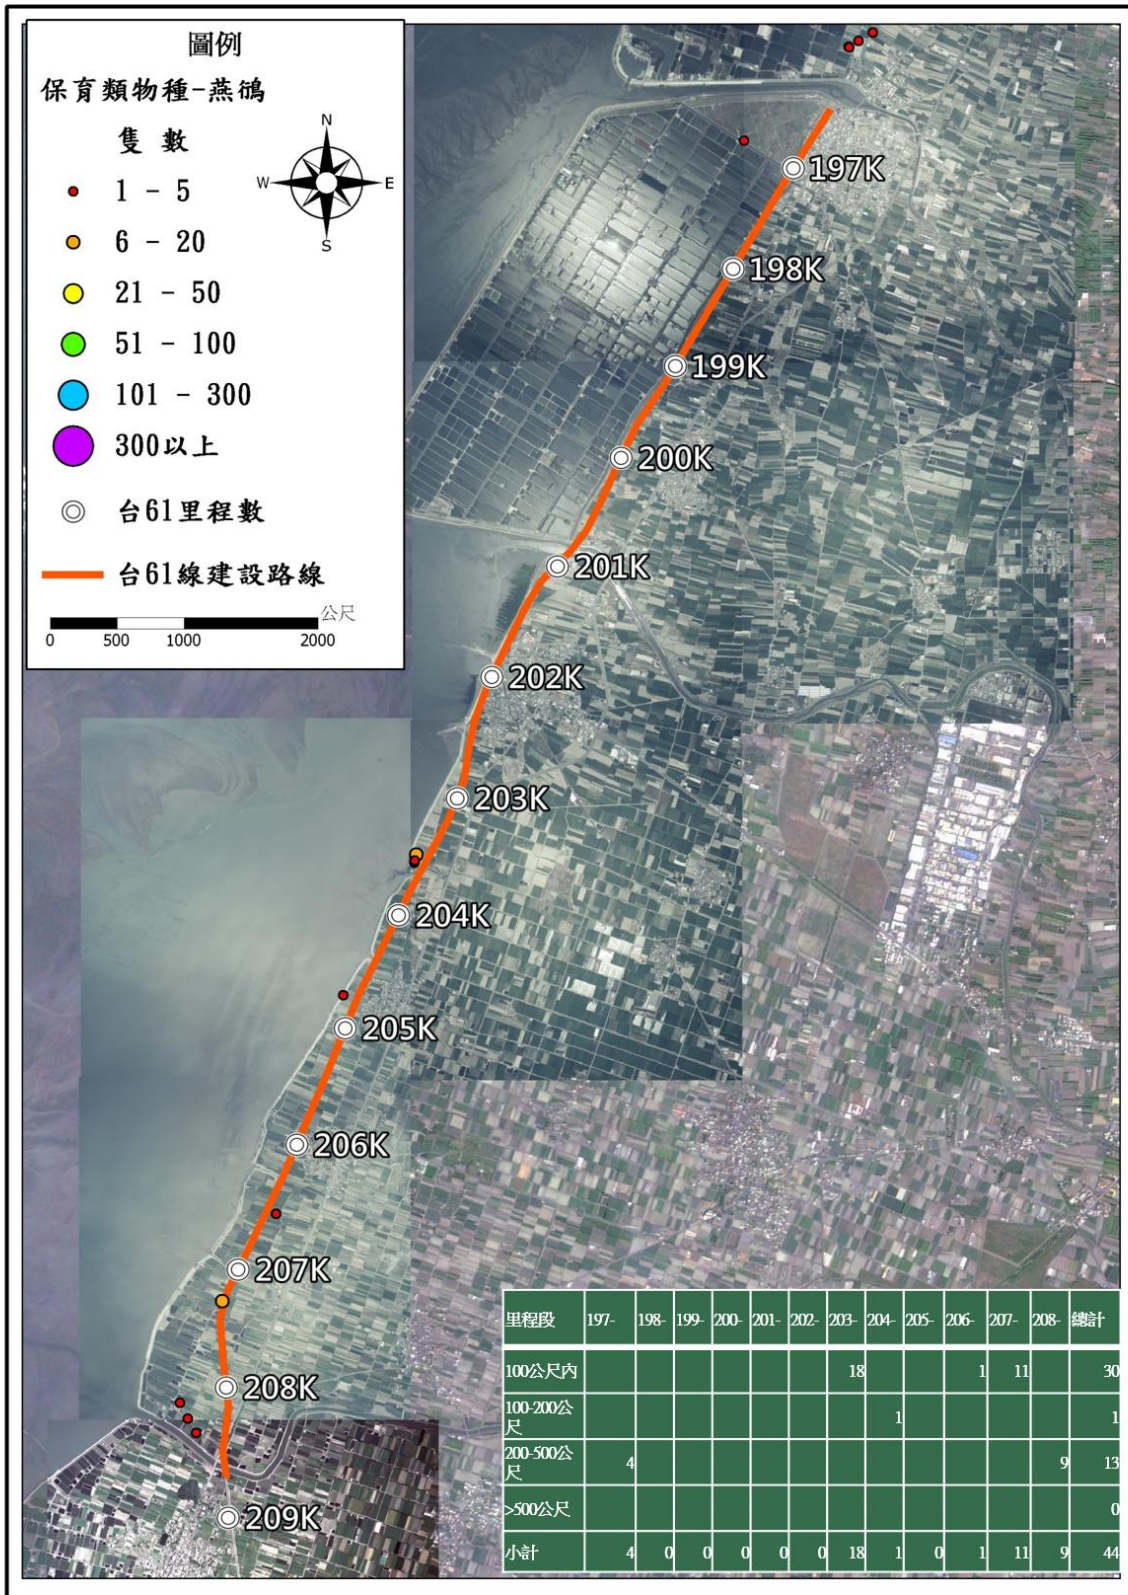 圖例
保育類物種-燕鴴
隻 數
1 - 5
6 - 20
21 - 50
51 - 100
101 - 300
300以上
台61里程數
台61線建設路線
公尺
0 500 1000 2000
N
W E
S
197K
198K
199K
200K
201K
202K
203K
204K
205K
206K
207K
208K
209K
里程段 197- 198- 199- 200- 201- 202- 203- 204- 205- 206- 207- 208- 總計
100公尺內 18 1 11 30
100-200公尺 1 1
200-500公尺 4 9 13
>500公尺 0
小計 4 0 0 0 0 0 18 1 0 1 11 9 44